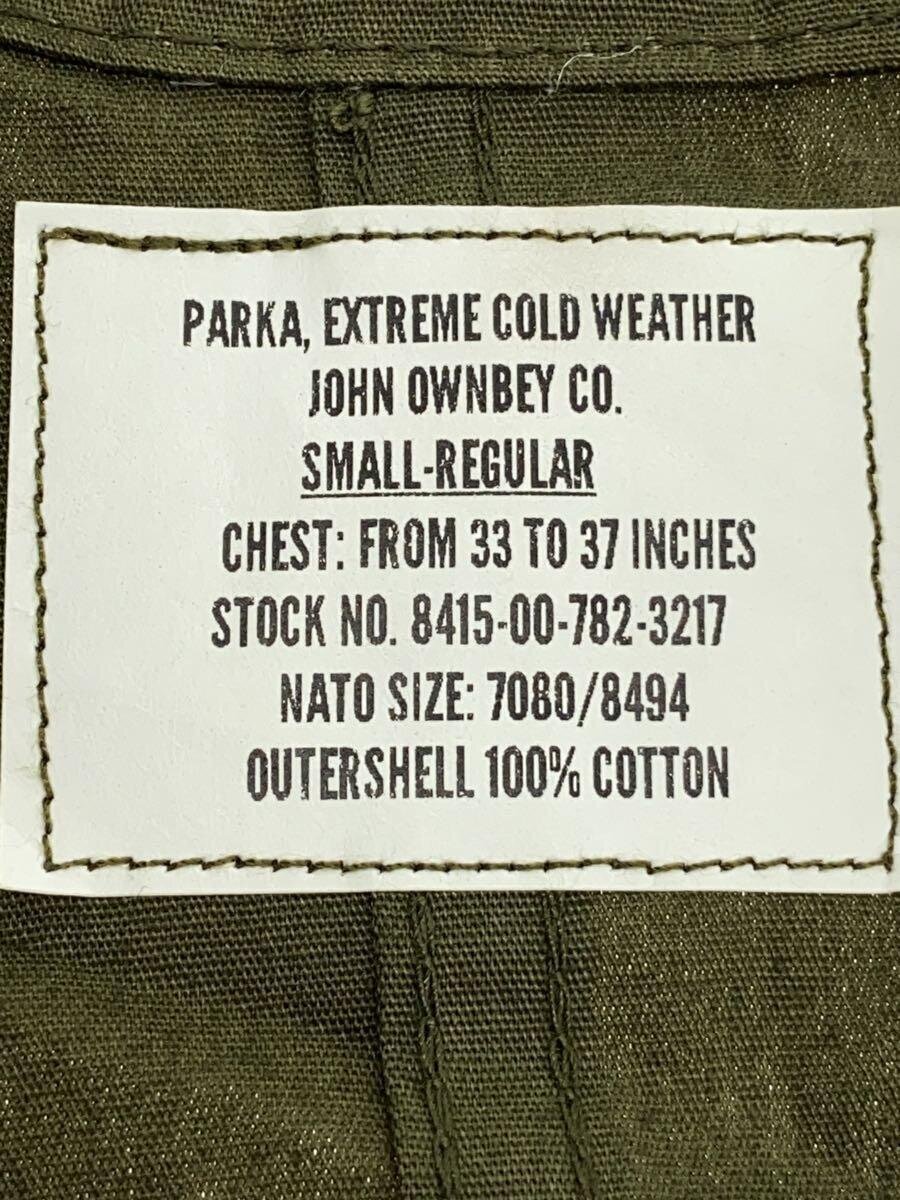 PARKA, EXTREME COLD WEATHER
JOHN OWNBEY CO.
SMALL-REGULAR
CHEST: FROM 33 TO 37 INCHES
STOCK NO. 8415-00-782-3217
NATO SIZE: 7080/8494
OUTERSHELL 100% COTTON